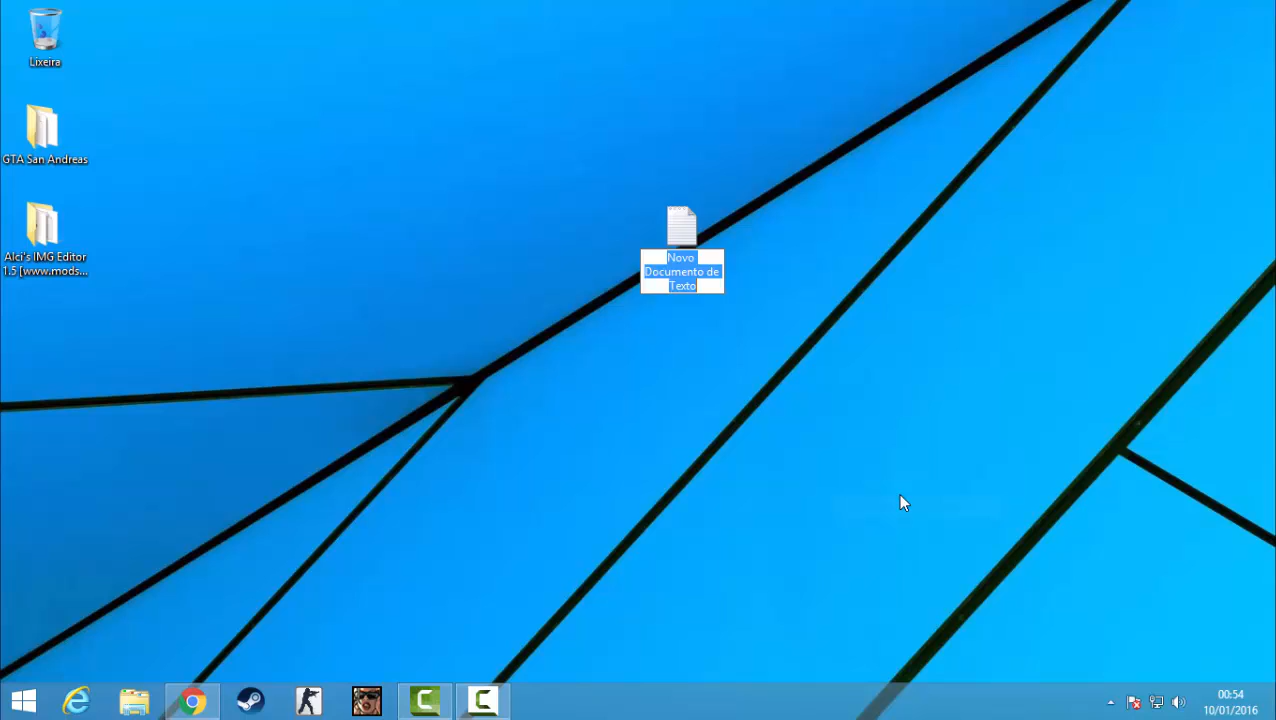 Lixeira
GTA San Andreas
Alci's IMG Editor
1.5 [www.mods...
Novo
Documento de
Texto
00:54
10/01/2016